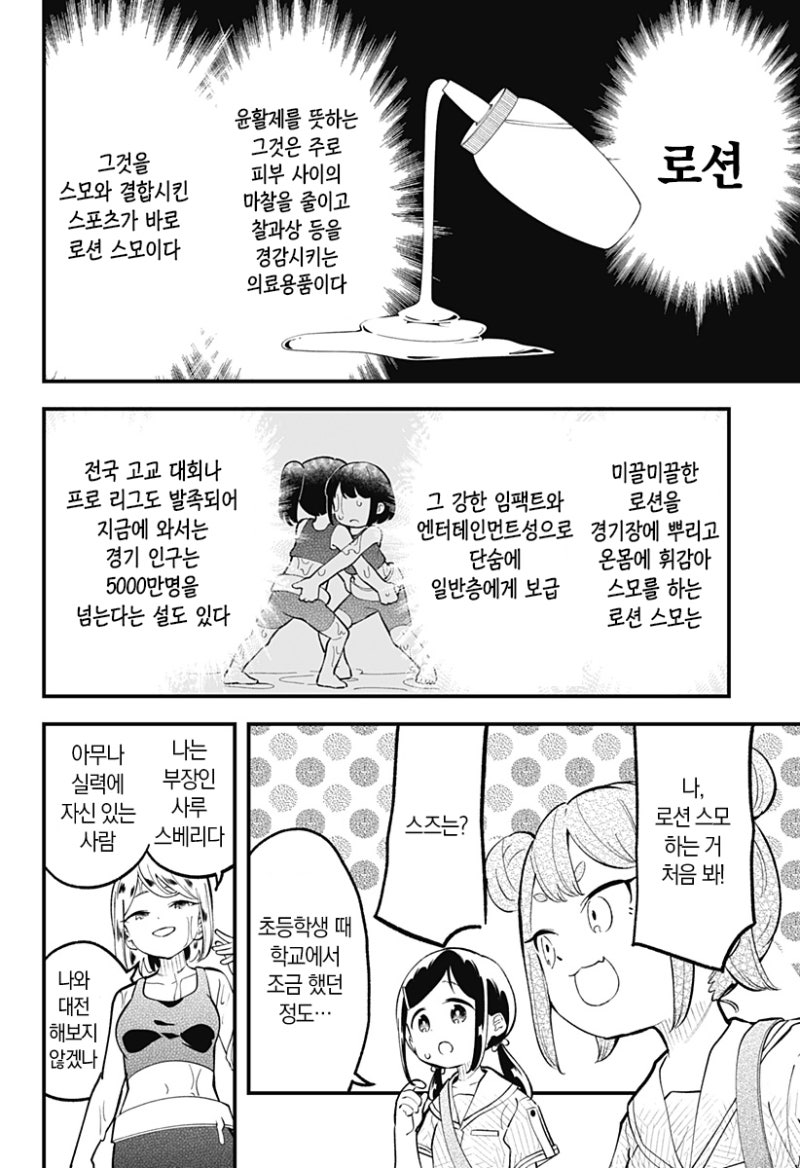 로션
윤활제를 뜻하는
그것은 주로
피부 사이의
마찰을 줄이고
찰과상 등을
경감시키는
의료용품이다
그것을
스모와 결합시킨
스포츠가 바로
로션 스모이다
미끌미끌한
로션을
경기장에 뿌리고
온몸에 휘감아
스모를 하는
로션 스모는
그 강한 임팩트와
엔터테인먼트성으로
단숨에
일반층에게 보급
전국 고교 대회나
프로 리그도 발족되어
지금에 와서는
경기 인구는
5000만명을
넘는다는 설도 있다
나,
로션 스모
하는 거
처음 봐!
스즈는?
초등학생 때
학교에서
조금 했던
정도…
나는
부장인
사루
스베리다
아무나
실력에
자신 있는
사람
나와
대전
해보지
않겠나